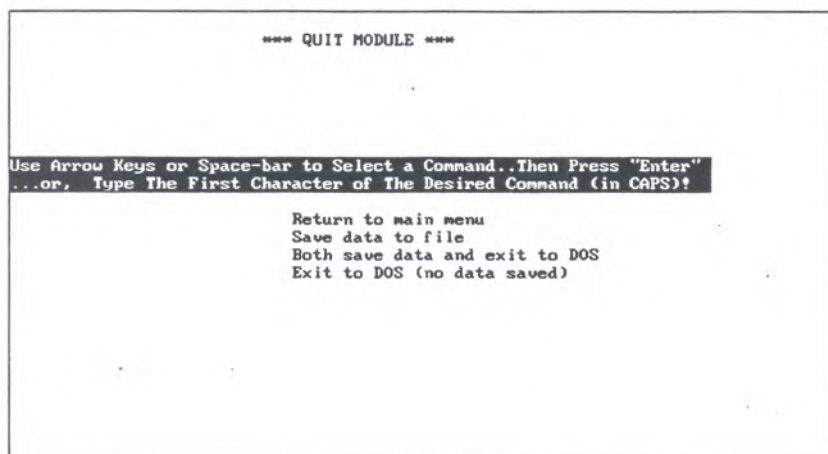 *** QUIT MODULE ***
Use Arrow Keys or Space-bar to Select a Command..Then Press "Enter"
...or, Type The First Character of The Desired Command (in CAPS)!
Return to main menu
Save data to file
Both save data and exit to DOS
Exit to DOS (no data saved)